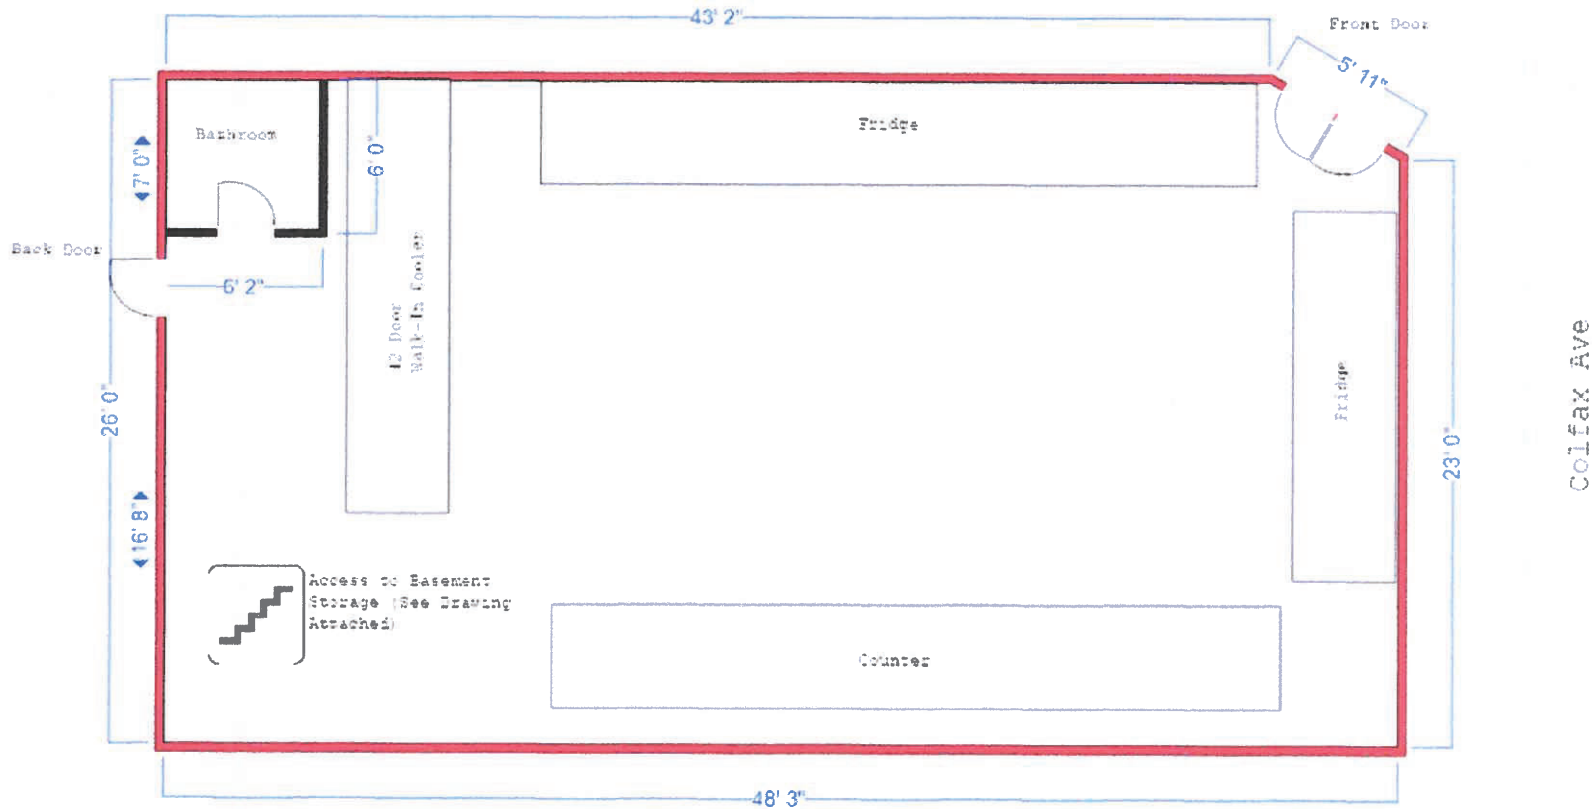 43' 2"
Front Door
5' 11"
Bathroom
7' 0"
6' 0"
Fridge
Back Door
6' 2"
12 Door
Walk-In Cooler
26' 0"
Fridge
23' 0"
Colfax Ave
16' 8"
Access to Basement
Storage (See Drawing
Attached)
Counter
48' 3"